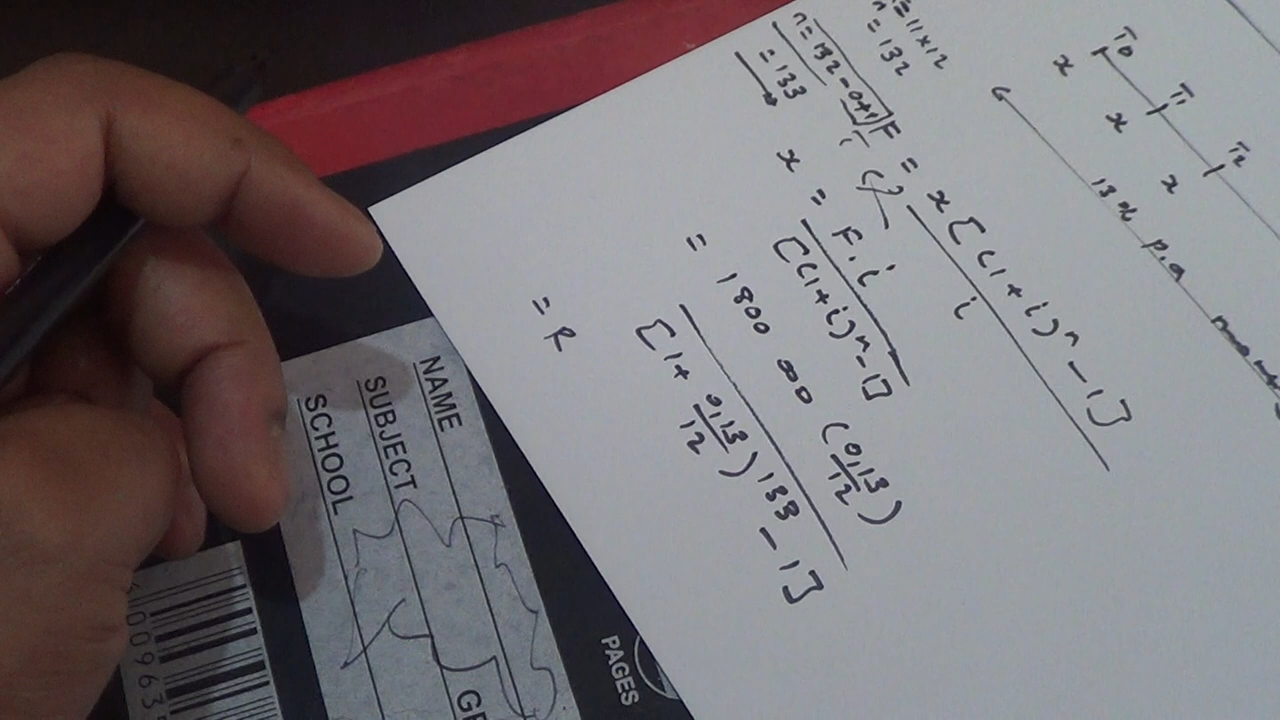 n = 11 x 12
= 132
n = 132 - 0 + 1
= 133
T0 T1 T2
x x x
13% p.a
F = x[(1+i)^n - 1]
i
x = F.i
[(1+i)^n - 1]
= 1800 000 (0,13/12)
[1 + 0,13/12)^133 - 1]
= R
NAME
SUBJECT
SCHOOL
PAGES